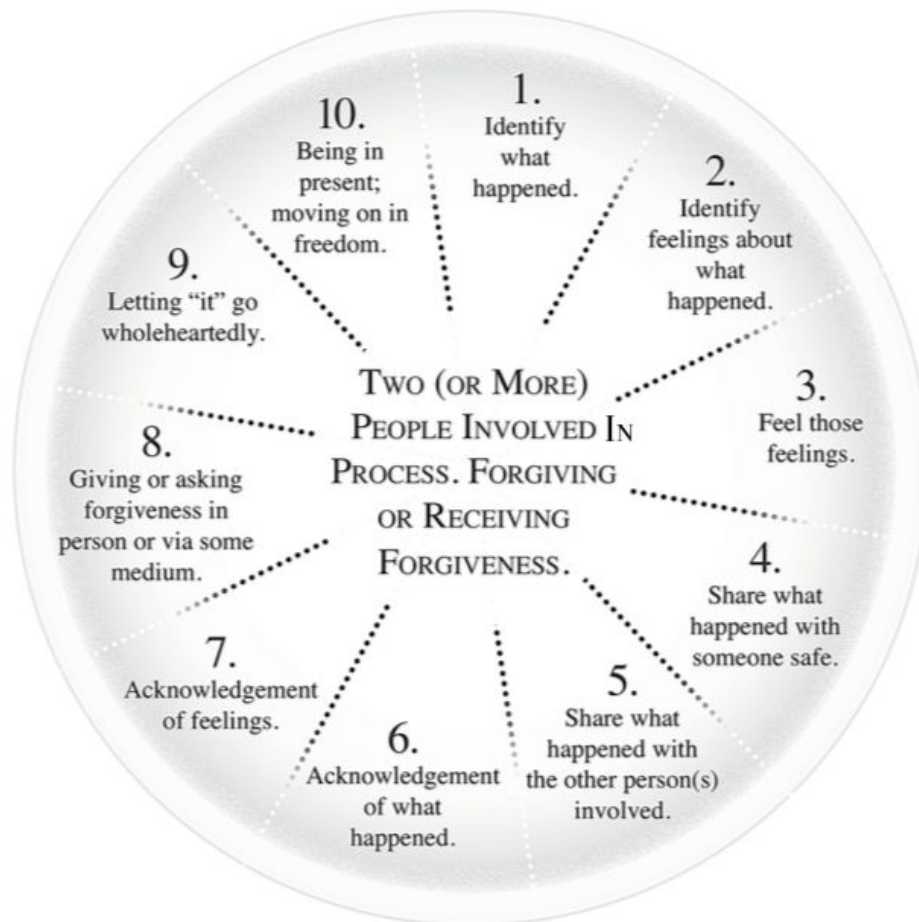 1.
Identify
what
happened.
2.
Identify
feelings about
what
happened.
3.
Feel those
feelings.
4.
Share what
happened with
someone safe.
5.
Share what
happened with
the other person(s)
involved.
6.
Acknowledgement
of what
happened.
7.
Acknowledgement
of feelings.
8.
Giving or asking
forgiveness in
person or via some
medium.
9.
Letting “it” go
wholeheartedly.
10.
Being in
present;
moving on in
freedom.
TWO (OR MORE)
PEOPLE INVOLVED IN
PROCESS. FORGIVING
OR RECEIVING
FORGIVENESS.